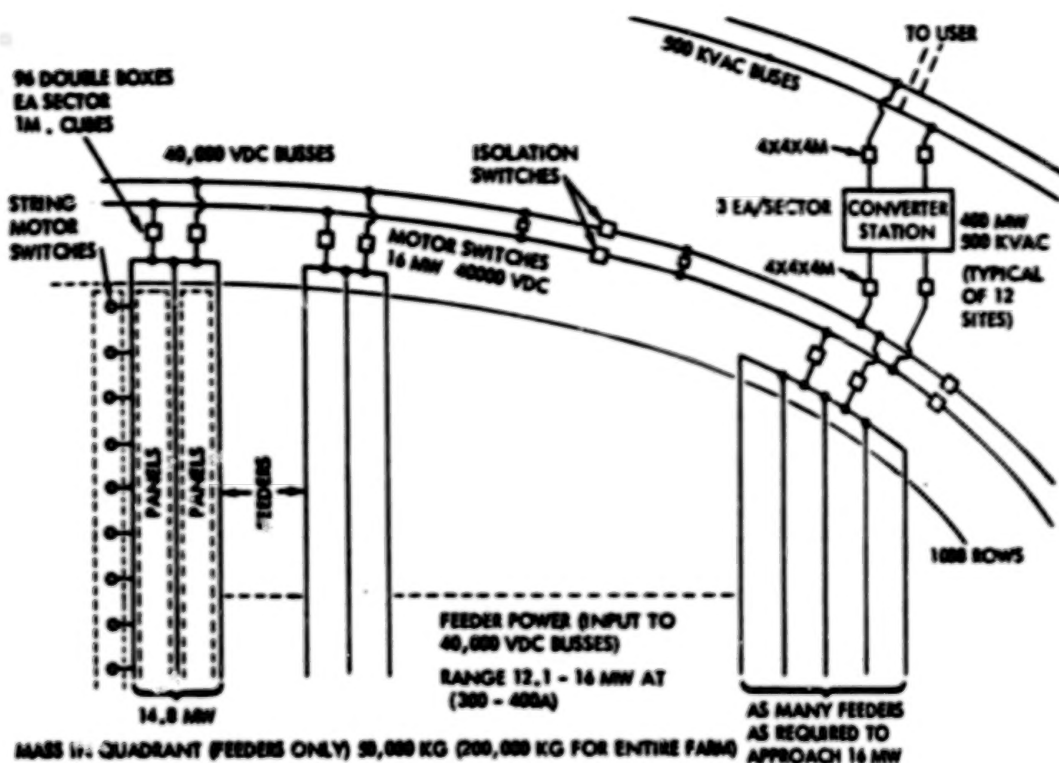 TO USER
500 KVAC BUSES
96 DOUBLE BOXES
EA SECTOR
1M. CUBES
40,000 VDC BUSSES
ISOLATION
SWITCHES
4X4X4M
STRING
MOTOR
SWITCHES
3 EA/SECTOR
CONVERTER
STATION
400 MW
500 KVAC
MOTOR SWITCHES
16 MW 40000 VDC
4X4X4M
(TYPICAL
OF 12
SITES)
PANELS
PANELS
FEEDERS
1088 ROWS
FEEDER POWER (INPUT TO
40,000 VDC BUSSES)
RANGE 12.1 - 16 MW AT
(300 - 400A)
14.8 MW
AS MANY FEEDERS
AS REQUIRED TO
APPROACH 16 MW
MASS IN QUADRANT (FEEDERS ONLY) 50,000 KG (200,000 KG FOR ENTIRE FARM)